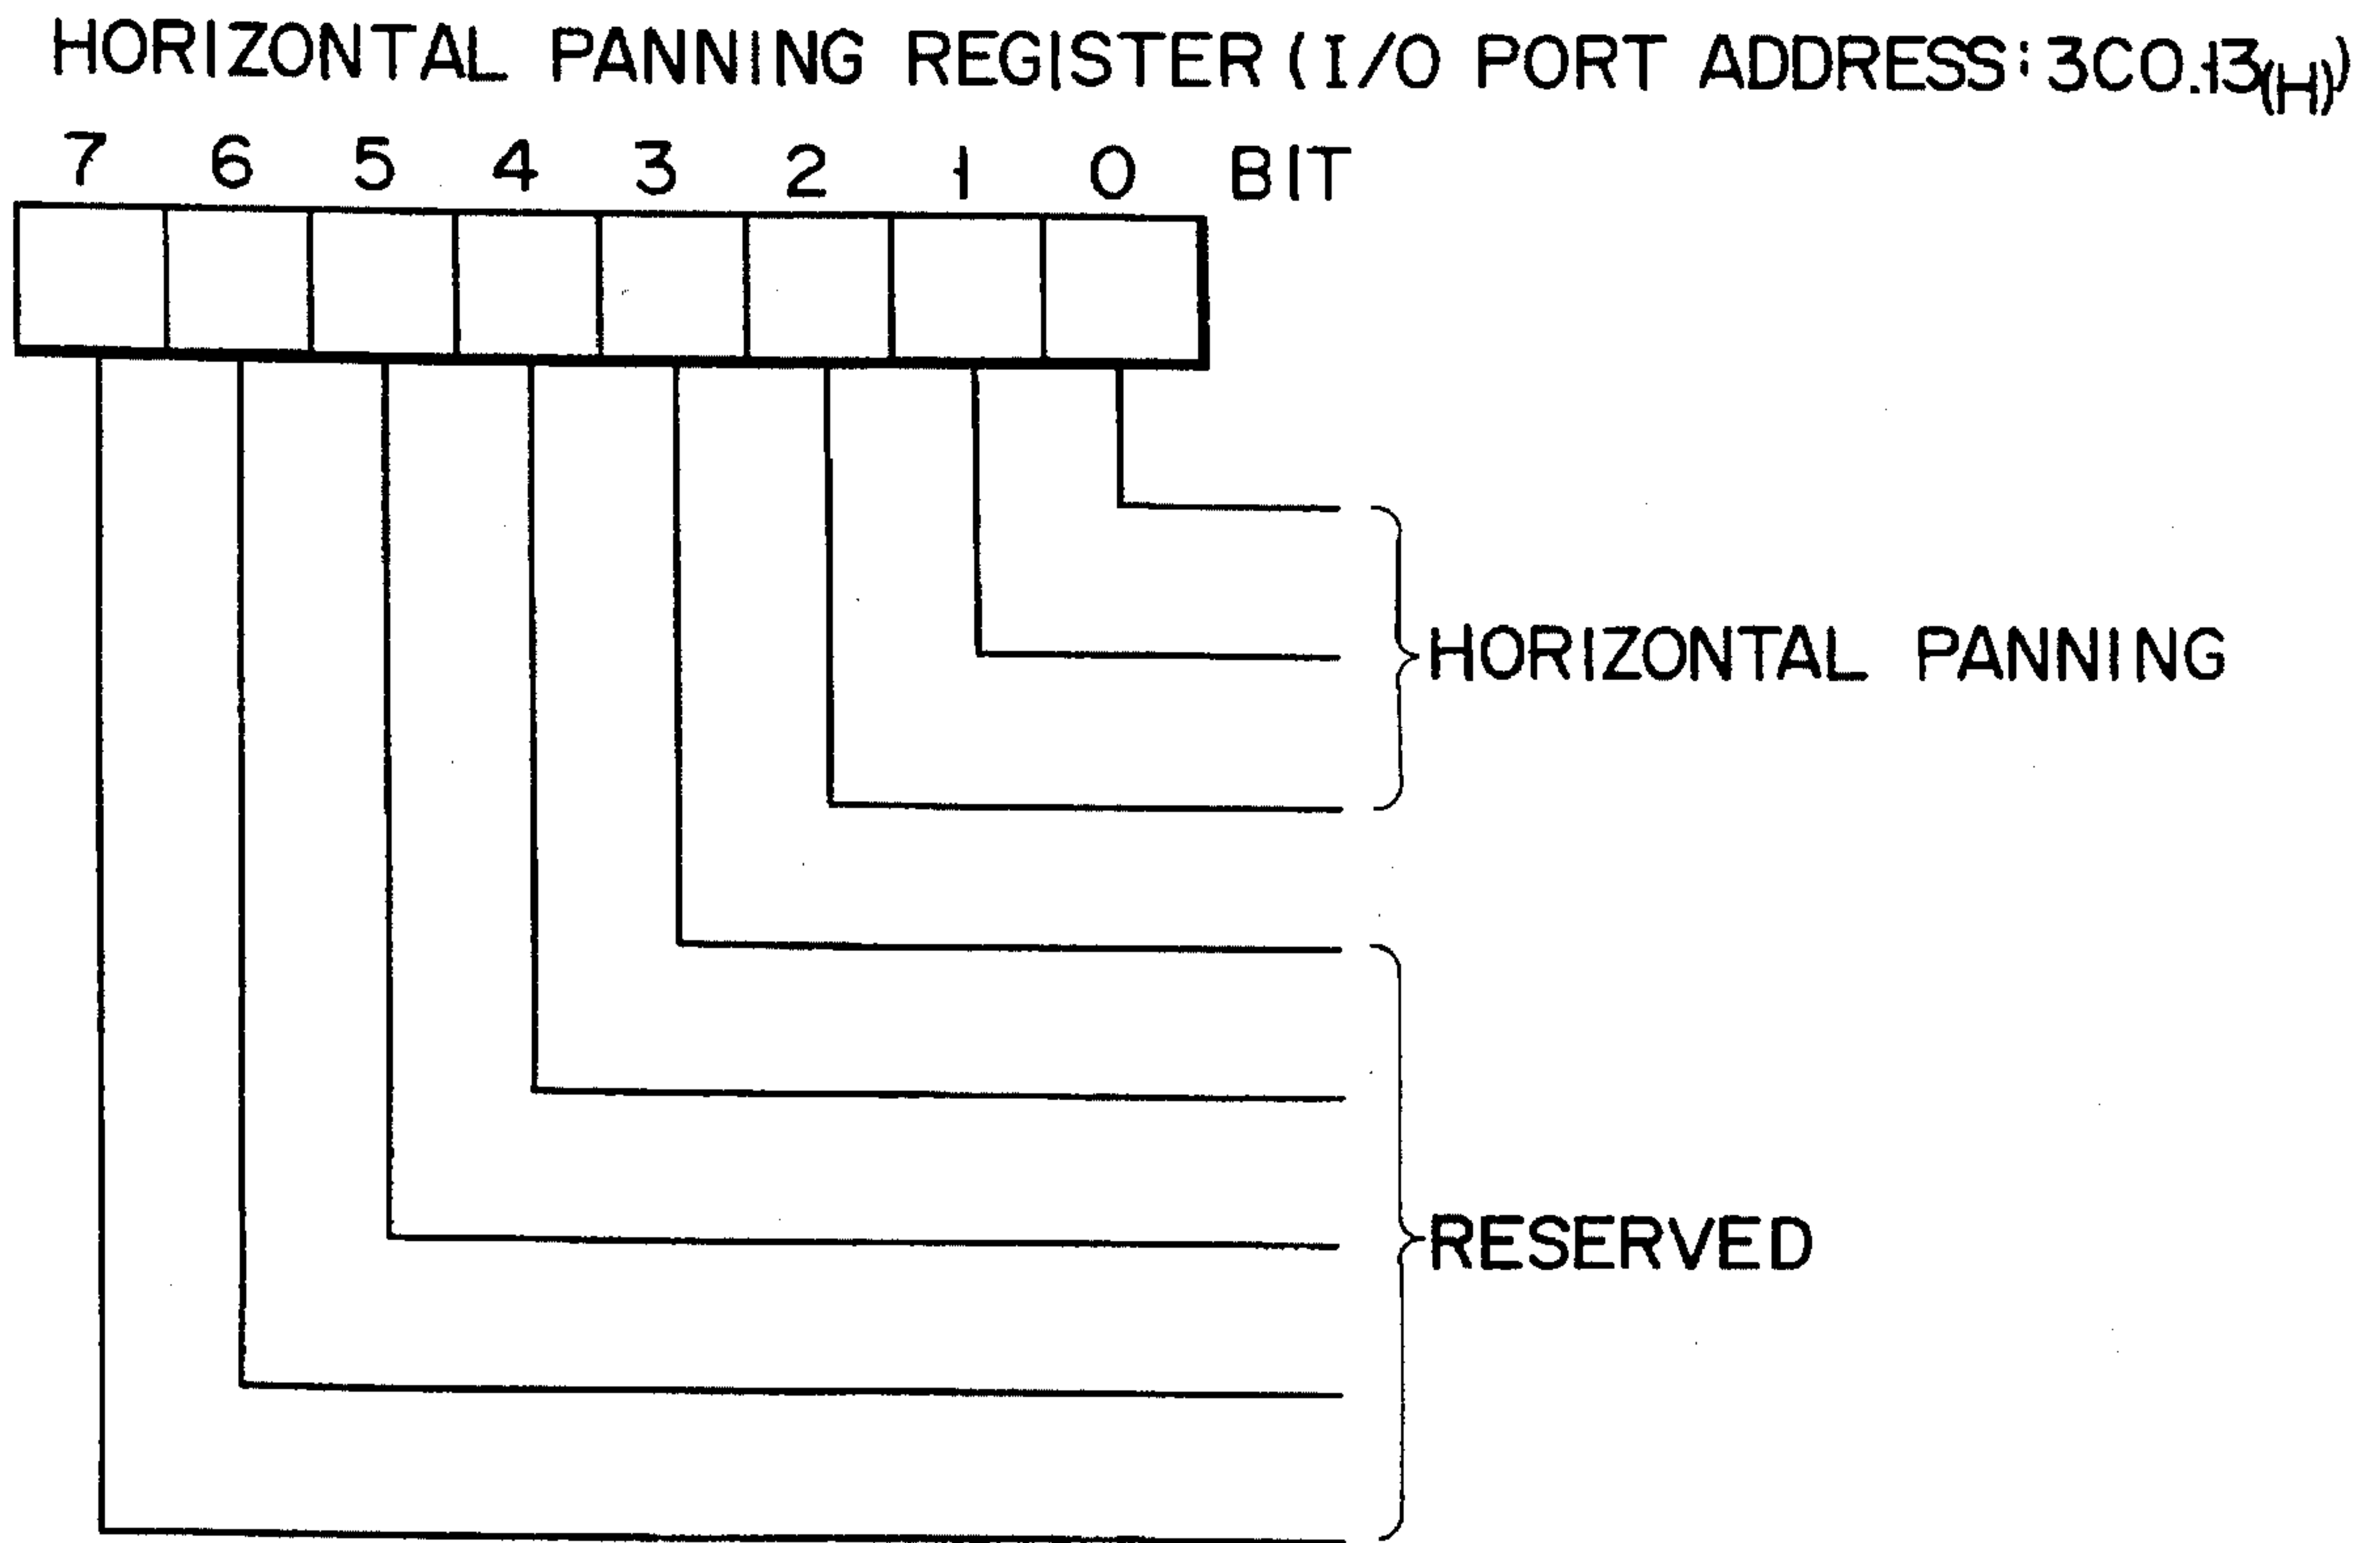 HORIZONTAL PANNING REGISTER (I/O PORT ADDRESS: 3C0.13(H))
7 6 5 4 3 2 1 0 BIT
HORIZONTAL PANNING
RESERVED